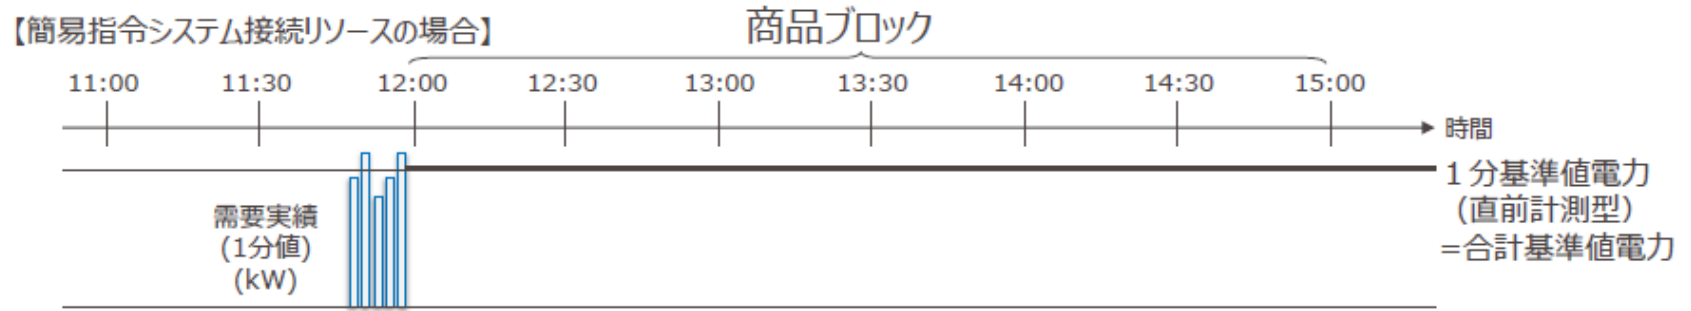 【簡易指令システム接続リソースの場合】
商品ブロック
11:00 11:30 12:00 12:30 13:00 13:30 14:00 14:30 15:00
時間
１分基準値電力
（直前計測型）
=合計基準値電力
需要実績
(1分値)
(kW)